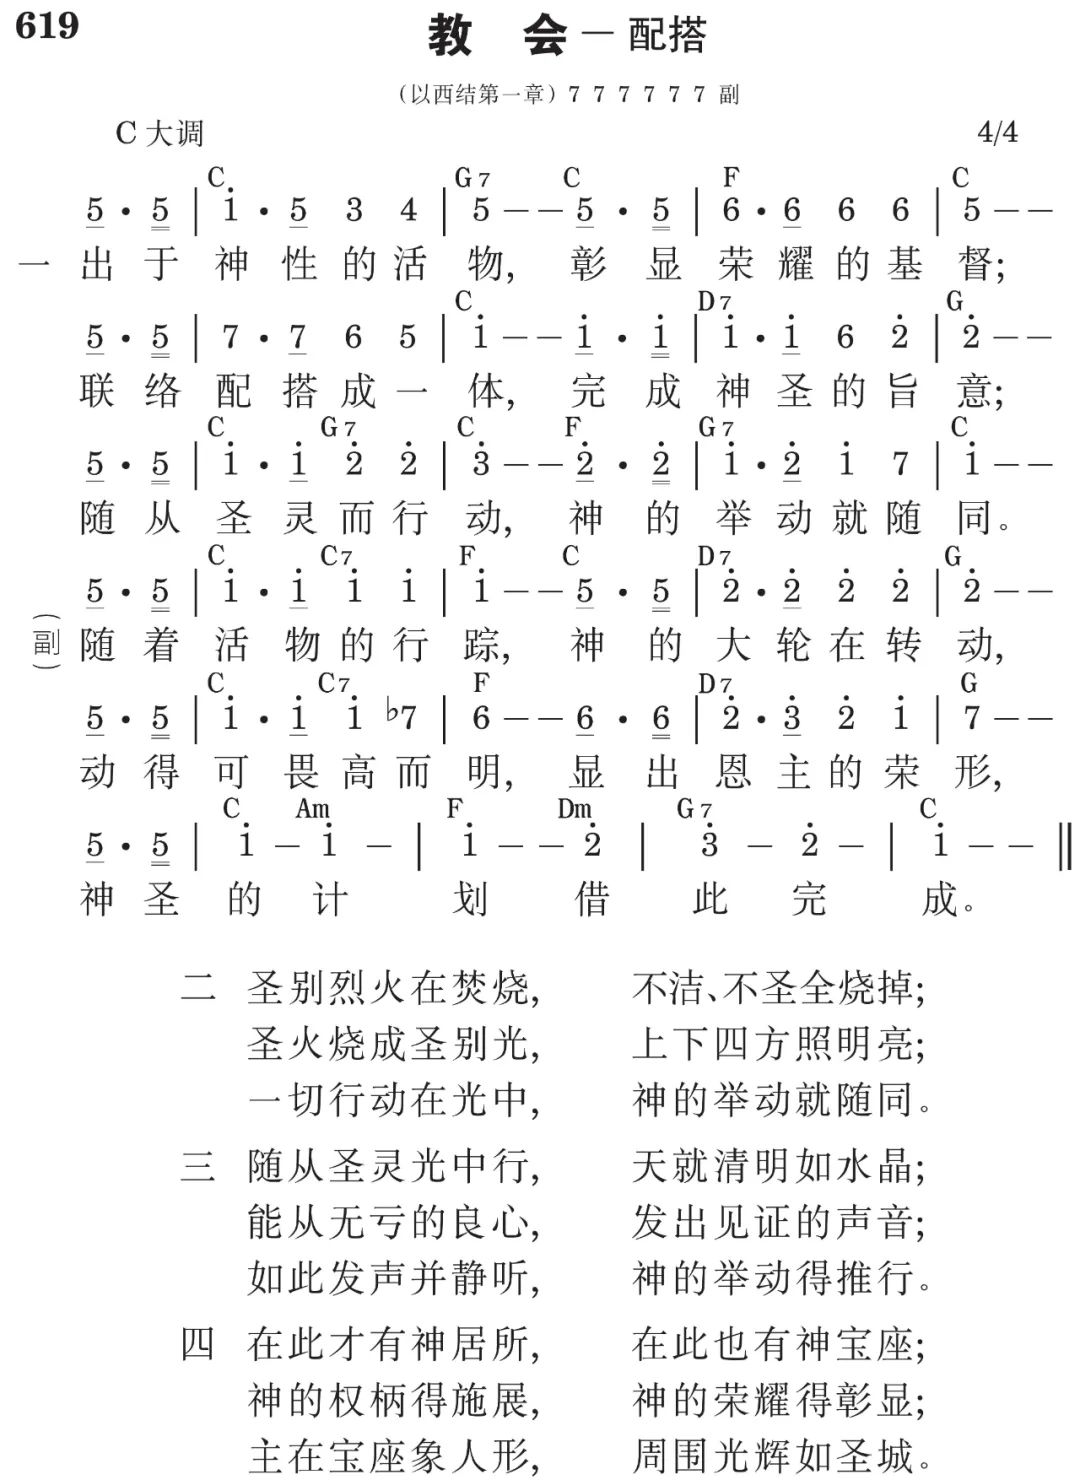 619
教 会 — 配搭
（以西结第一章）7 7 7 7 7 7 副
C 大调 4/4
C G7 C F C
5 · 5 | 1̇ · 5 3 4 | 5 — — 5 · 5 | 6 · 6 6 6 | 5 — —
一 出 于 神 性 的 活 物, 彰 显 荣 耀 的 基 督;
C D7 G
5 · 5 | 7 · 7 6 5 | 1̇ — — 1̇ · 1̇ | 1̇ · 1̇ 6 2̇ | 2̇ — —
联 络 配 搭 成 一 体, 完 成 神 圣 的 旨 意;
C G7 C F G7 C
5 · 5 | 1̇ · 1̇ 2̇ 2̇ | 3̇ — — 2̇ · 2̇ | 1̇ · 2̇ 1̇ 7 | 1̇ — —
随 从 圣 灵 而 行 动, 神 的 举 动 就 随 同。
C C7 F C D7 G
5 · 5 | 1̇ · 1̇ 1̇ 1̇ | 1̇ — — 5 · 5 | 2̇ · 2̇ 2̇ 2̇ | 2̇ — —
（副） 随 着 活 物 的 行 踪, 神 的 大 轮 在 转 动,
C C7 F D7 G
5 · 5 | 1̇ · 1̇ 1̇ ♭7 | 6 — — 6 · 6 | 2̇ · 3̇ 2̇ 1̇ | 7 — —
动 得 可 畏 高 而 明, 显 出 恩 主 的 荣 形,
C Am F Dm G7 C
5 · 5 | 1̇ — 1̇ — | 1̇ — — 2̇ | 3̇ — 2̇ — | 1̇ — — ‖
神 圣 的 计 划 借 此 完 成。
二 圣别烈火在焚烧, 不洁、不圣全烧掉;
圣火烧成圣别光, 上下四方照明亮;
一切行动在光中, 神的举动就随同。
三 随从圣灵光中行, 天就清明如水晶;
能从无亏的良心, 发出见证的声音;
如此发声并静听, 神的举动得推行。
四 在此才有神居所, 在此也有神宝座;
神的权柄得施展, 神的荣耀得彰显;
主在宝座象人形, 周围光辉如圣城。